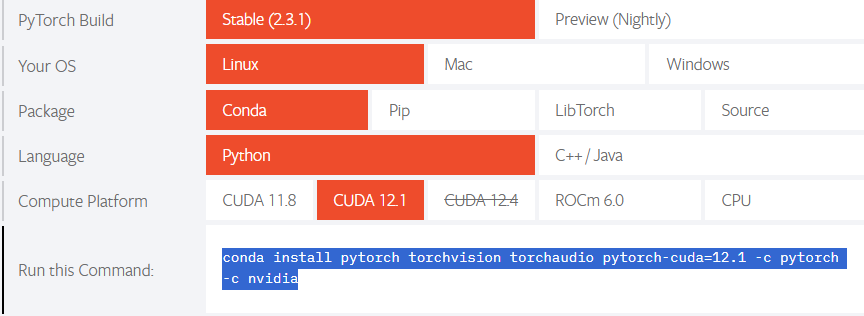 PyTorch Build Stable (2.3.1) Preview (Nightly)
Your OS Linux Mac Windows
Package Conda Pip LibTorch Source
Language Python C++ / Java
Compute Platform CUDA 11.8 CUDA 12.1 CUDA 12.4 ROCm 6.0 CPU
Run this Command:
conda install pytorch torchvision torchaudio pytorch-cuda=12.1 -c pytorch
-c nvidia